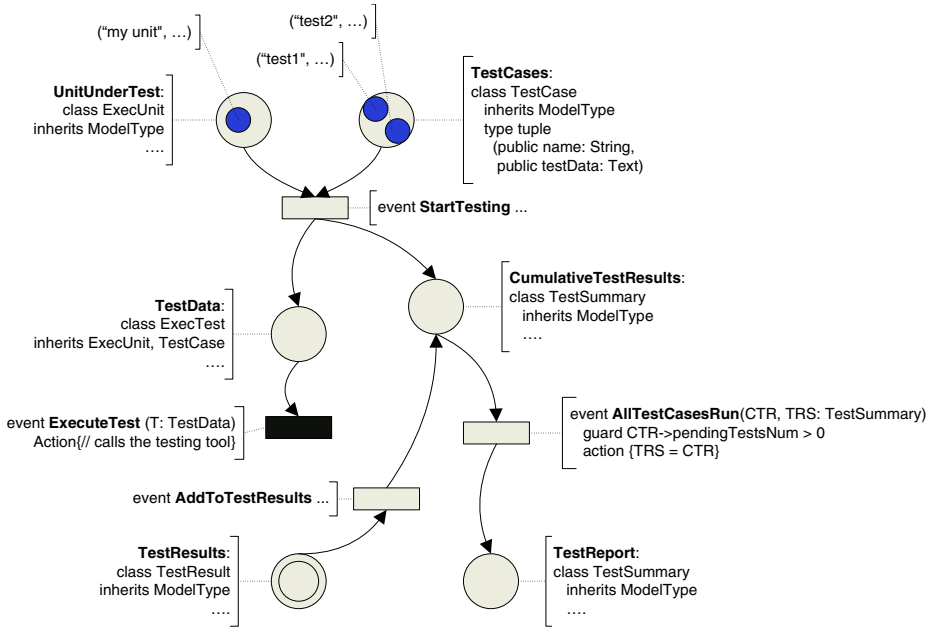 ("my unit", …)
("test2", …)
("test1", …)
UnitUnderTest:
class ExecUnit
inherits ModelType
….
TestCases:
class TestCase
inherits ModelType
type tuple
(public name: String,
public testData: Text)
event StartTesting ...
TestData:
class ExecTest
inherits ExecUnit, TestCase
….
CumulativeTestResults:
class TestSummary
inherits ModelType
….
event ExecuteTest (T: TestData)
Action{// calls the testing tool}
event AllTestCasesRun(CTR, TRS: TestSummary)
guard CTR->pendingTestsNum > 0
action {TRS = CTR}
event AddToTestResults ...
TestResults:
class TestResult
inherits ModelType
….
TestReport:
class TestSummary
inherits ModelType
….